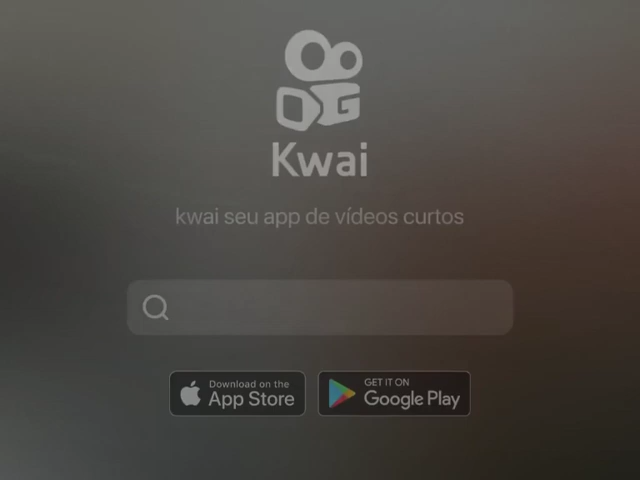 Kwai
kwai seu app de vídeos curtos
Download on the
App Store
GET IT ON
Google Play